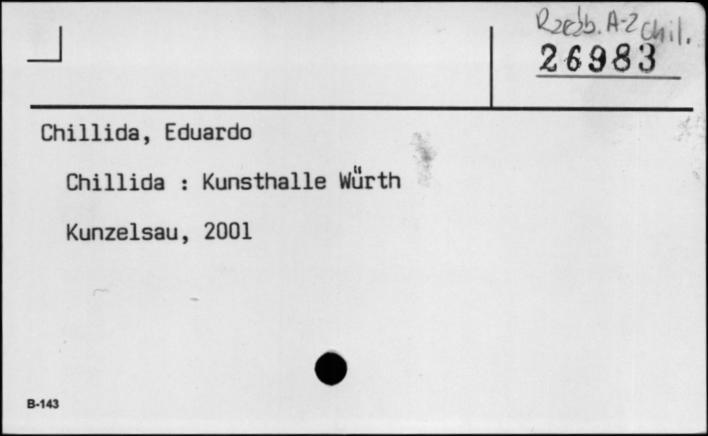 Rzeźb. A-Z Chil.
26983
Chillida, Eduardo
Chillida : Kunsthalle Würth
Kunzelsau, 2001
B-143